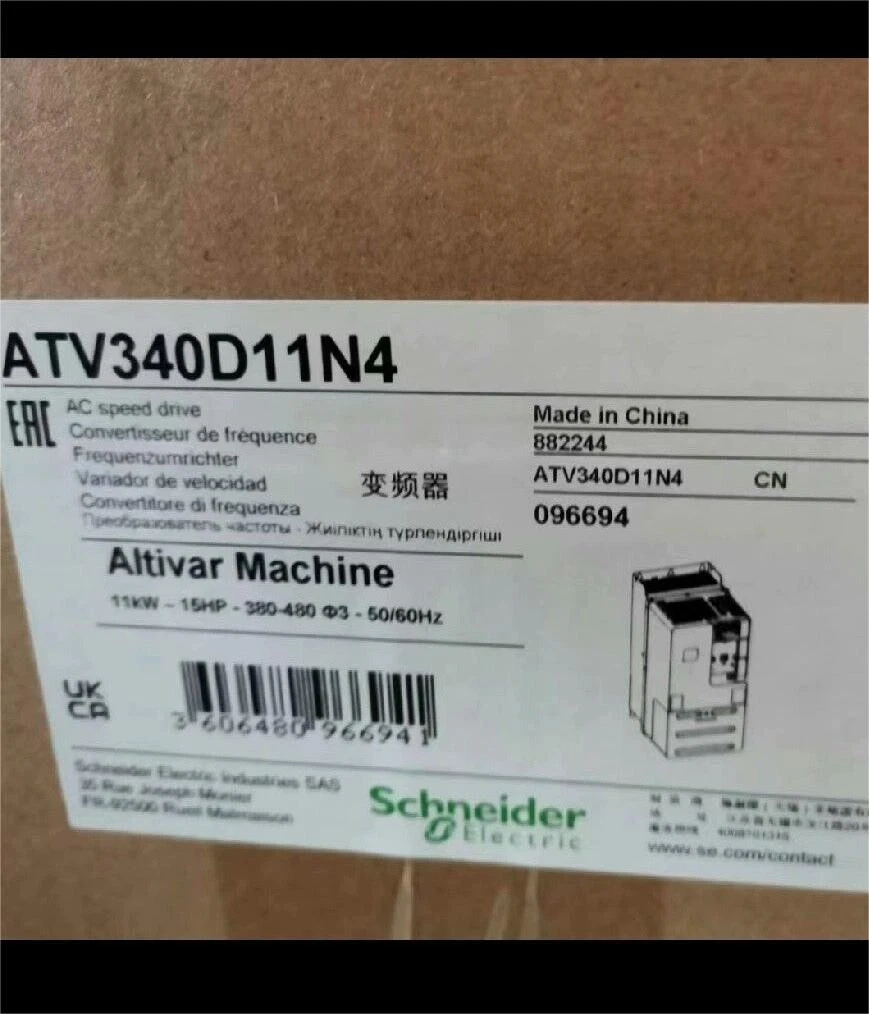 ATV340D11N4
EAC
AC speed drive
Convertisseur de fréquence
Frequenzumrichter
Variador de velocidad
Convertitore di frequenza
变频器
Преобразователь частоты - Жиіліктің түрлендіргіші
Made in China
882244
ATV340D11N4 CN
096694
Altivar Machine
11kW - 15HP - 380-480 Φ3 - 50/60Hz
UK
CA
3 606480 966941
Schneider Electric Industries SAS
35 Rue Joseph Monier
FR-92500 Rueil Malmaison
Schneider
Electric
www.se.com/contact